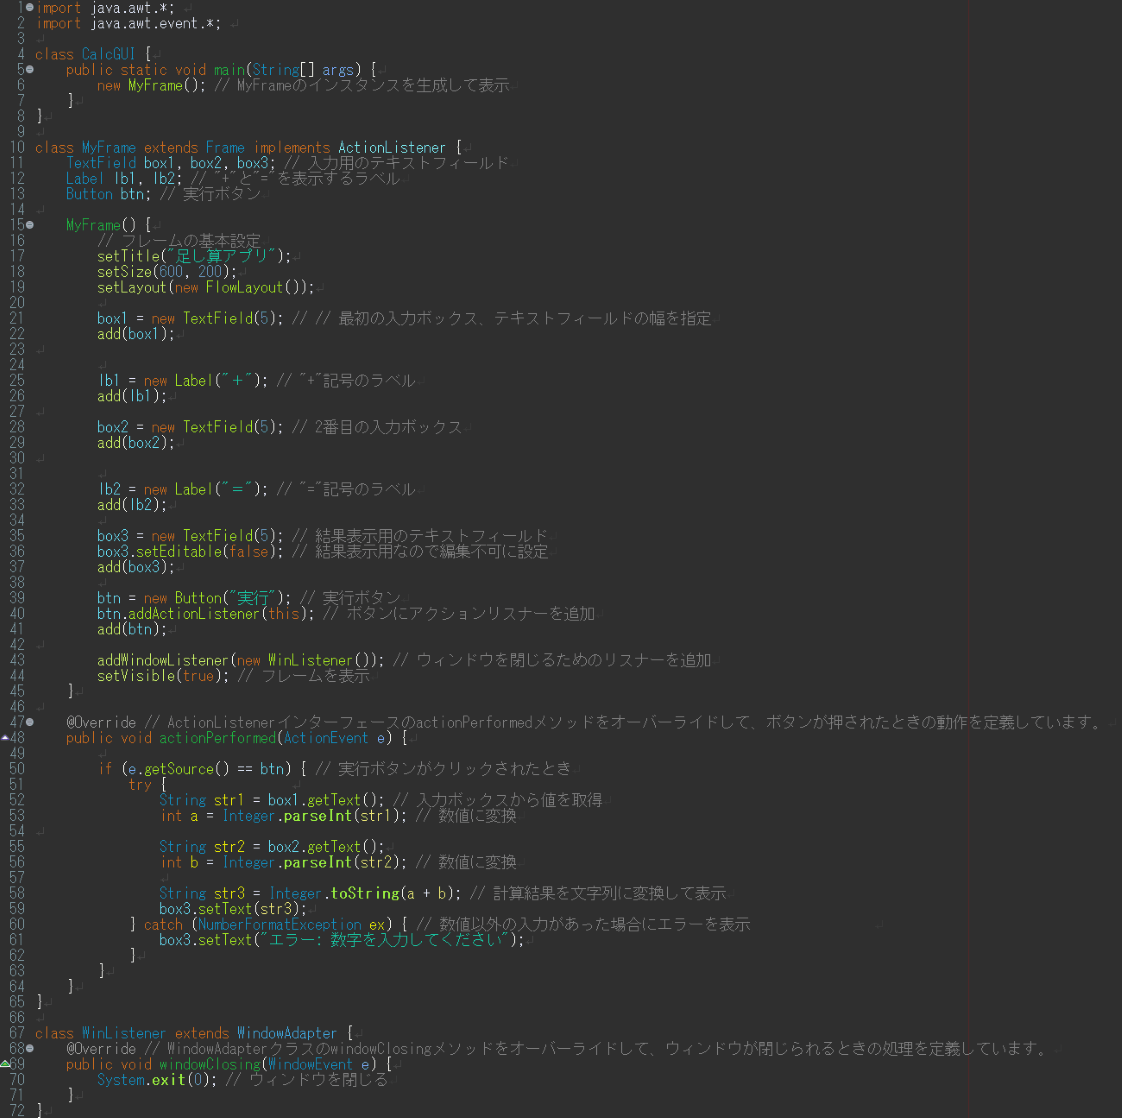 1 import java.awt.*;
2 import java.awt.event.*;
3
4 class CalcGUI {
5     public static void main(String[] args) {
6         new MyFrame(); // MyFrameのインスタンスを生成して表示
7     }
8 }
9
10 class MyFrame extends Frame implements ActionListener {
11     TextField box1, box2, box3; // 入力用のテキストフィールド
12     Label lb1, lb2; // "+"と"="を表示するラベル
13     Button btn; // 実行ボタン
14
15     MyFrame() {
16         // フレームの基本設定
17         setTitle("足し算アプリ");
18         setSize(600, 200);
19         setLayout(new FlowLayout());
20
21         box1 = new TextField(5); // // 最初の入力ボックス、テキストフィールドの幅を指定
22         add(box1);
23
24
25         lb1 = new Label("＋"); // "+"記号のラベル
26         add(lb1);
27
28         box2 = new TextField(5); // 2番目の入力ボックス
29         add(box2);
30
31
32         lb2 = new Label("＝"); // "="記号のラベル
33         add(lb2);
34
35         box3 = new TextField(5); // 結果表示用のテキストフィールド
36         box3.setEditable(false); // 結果表示用なので編集不可に設定
37         add(box3);
38
39         btn = new Button("実行"); // 実行ボタン
40         btn.addActionListener(this); // ボタンにアクションリスナーを追加
41         add(btn);
42
43         addWindowListener(new WinListener()); // ウィンドウを閉じるためのリスナーを追加
44         setVisible(true); // フレームを表示
45     }
46
47     @Override // ActionListenerインターフェースのactionPerformedメソッドをオーバーライドして、ボタンが押されたときの動作を定義しています。
48     public void actionPerformed(ActionEvent e) {
49
50         if (e.getSource() == btn) { // 実行ボタンがクリックされたとき
51             try {
52                 String str1 = box1.getText(); // 入力ボックスから値を取得
53                 int a = Integer.parseInt(str1); // 数値に変換
54
55                 String str2 = box2.getText();
56                 int b = Integer.parseInt(str2); // 数値に変換
57
58                 String str3 = Integer.toString(a + b); // 計算結果を文字列に変換して表示
59                 box3.setText(str3);
60             } catch (NumberFormatException ex) { // 数値以外の入力があった場合にエラーを表示
61                 box3.setText("エラー: 数字を入力してください");
62             }
63         }
64     }
65 }
66
67 class WinListener extends WindowAdapter {
68     @Override // WindowAdapterクラスのwindowClosingメソッドをオーバーライドして、ウィンドウが閉じられるときの処理を定義しています。
69     public void windowClosing(WindowEvent e) {
70         System.exit(0); // ウィンドウを閉じる
71     }
72 }